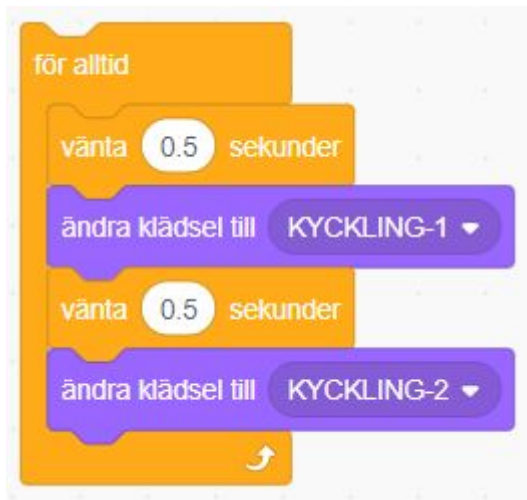 för alltid
vänta 0.5 sekunder
ändra klädsel till KYCKLING-1
vänta 0.5 sekunder
ändra klädsel till KYCKLING-2